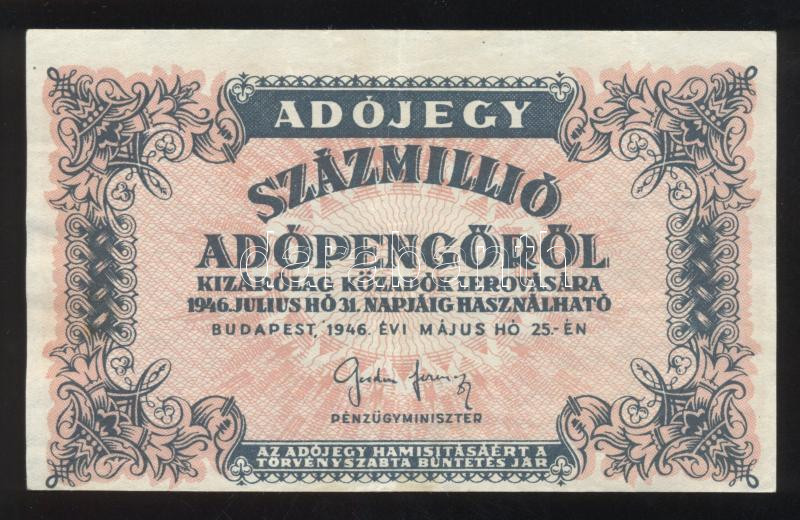 ADÓJEGY
SZÁZMILLIÓ
ADÓPENGŐRŐL
KIZÁRÓLAG KÖZADÓK LEROVÁSÁRA
1946. JULIUS HÓ 31. NAPJÁIG HASZNÁLHATÓ
BUDAPEST, 1946. ÉVI MÁJUS HÓ 25.-ÉN
PÉNZÜGYMINISZTER
AZ ADÓJEGY HAMISITÁSÁÉRT A
TÖRVÉNYSZABTA BÜNTETÉS JÁR